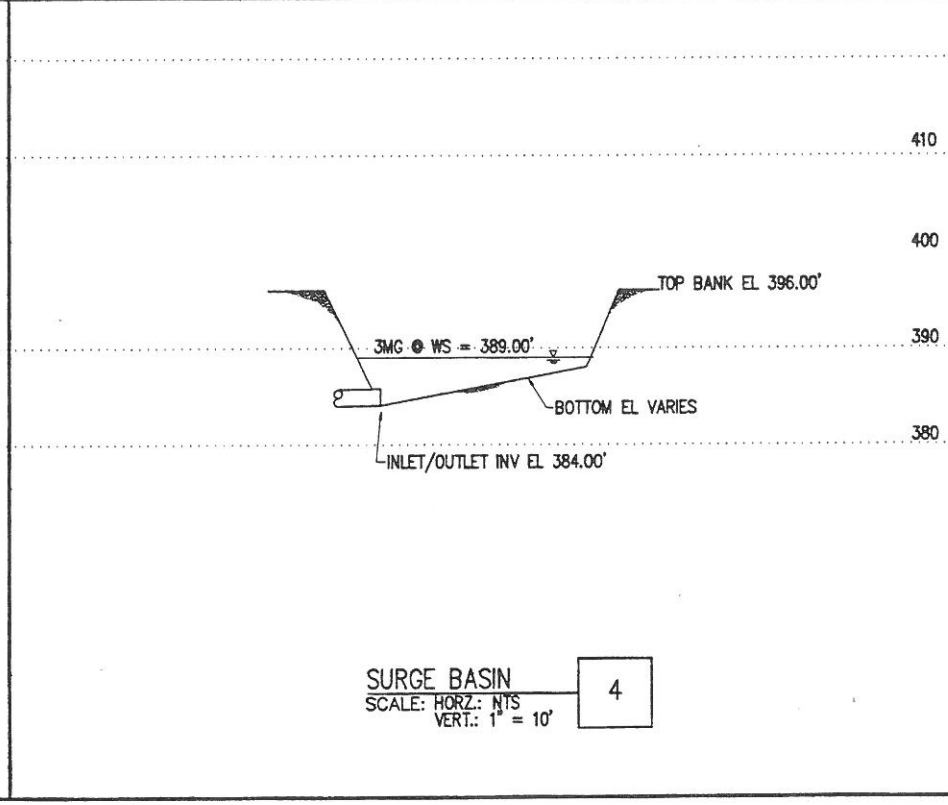 410
400
TOP BANK EL 396.00'
390
3MG @ WS = 389.00'
BOTTOM EL VARIES
380
INLET/OUTLET INV EL 384.00'
SURGE BASIN
4
SCALE: HORZ.: NTS
VERT.: 1" = 10'